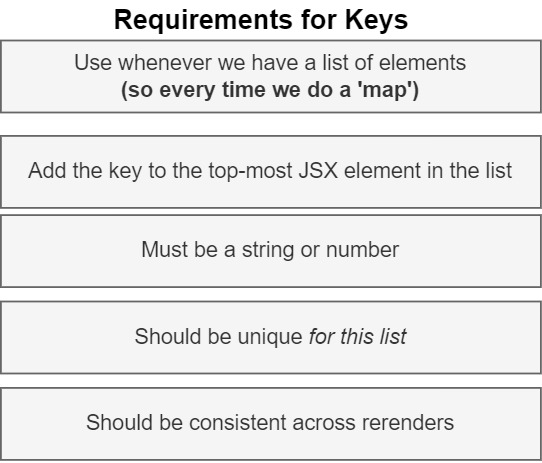 Requirements for Keys
Use whenever we have a list of elements
(so every time we do a 'map')
Add the key to the top-most JSX element in the list
Must be a string or number
Should be unique for this list
Should be consistent across rerenders